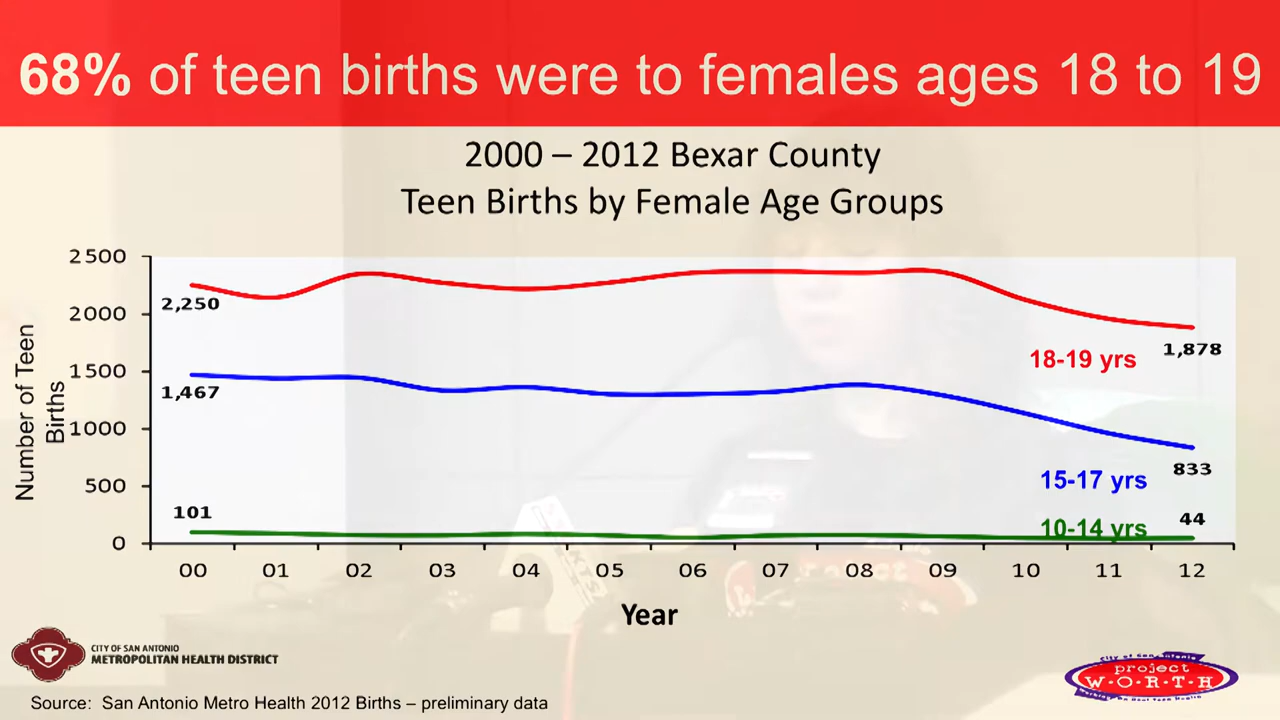 68% of teen births were to females ages 18 to 19
2000 – 2012 Bexar County
Teen Births by Female Age Groups
Number of Teen
Births
2500
2000
1500
1000
500
0
2,250
1,467
101
18-19 yrs
1,878
15-17 yrs
833
10-14 yrs
44
00 01 02 03 04 05 06 07 08 09 10 11 12
Year
CITY OF SAN ANTONIO
METROPOLITAN HEALTH DISTRICT
project
W·O·R·T·H
Source: San Antonio Metro Health 2012 Births – preliminary data